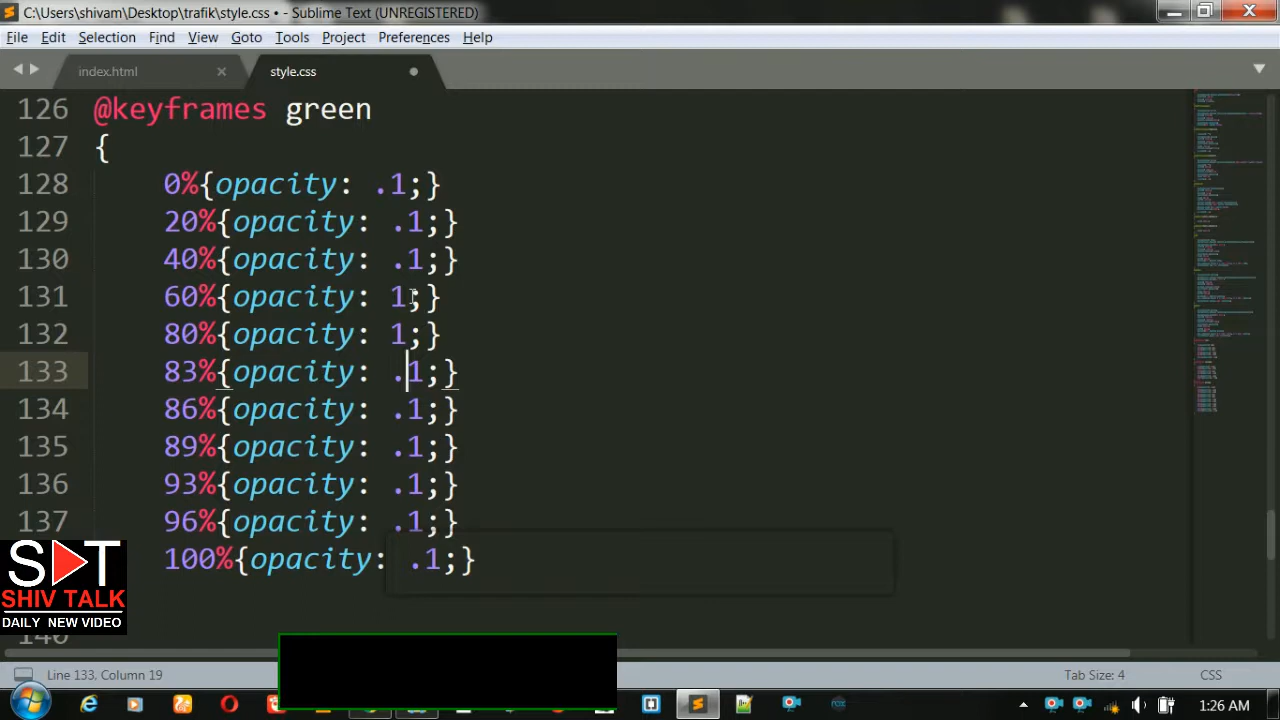 C:\Users\shivam\Desktop\trafik\style.css • - Sublime Text (UNREGISTERED)
File Edit Selection Find View Goto Tools Project Preferences Help
index.html style.css
126 @keyframes green
127 {
128 0%{opacity: .1;}
129 20%{opacity: .1;}
130 40%{opacity: .1;}
131 60%{opacity: 1;}
132 80%{opacity: 1;}
133 83%{opacity: .1;}
134 86%{opacity: .1;}
135 89%{opacity: .1;}
136 93%{opacity: .1;}
137 96%{opacity: .1;}
100%{opacity: .1;}
140
S T
SHIV TALK
DAILY NEW VIDEO
Line 133, Column 19 Tab Size: 4 CSS
1:26 AM